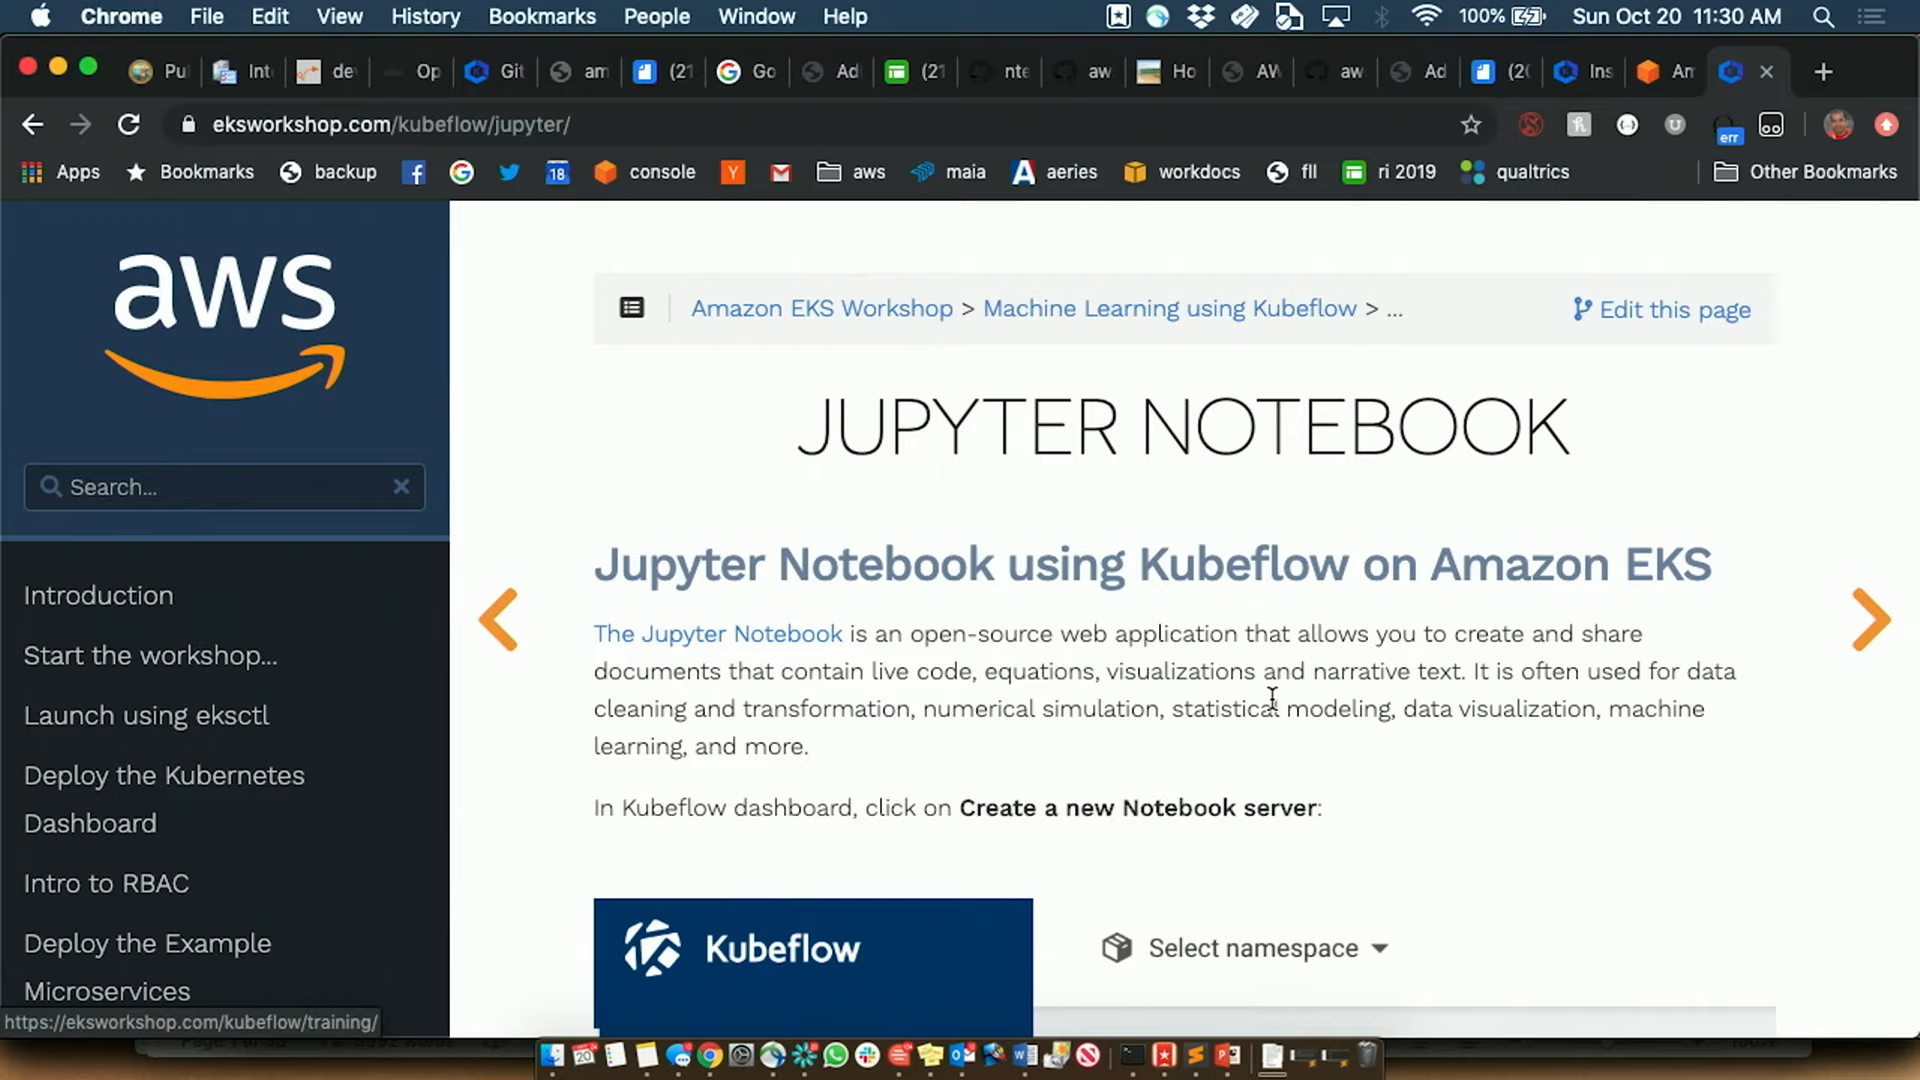 Chrome File Edit View History Bookmarks People Window Help 100% Sun Oct 20 11:30 AM
Pu Int de Op Git am (21 Go Ad (21 nte aw Ho AW aw Ad (20 Ins An
eksworkshop.com/kubeflow/jupyter/
err
Apps Bookmarks backup 18 console Y aws maia aeries workdocs fll ri 2019 qualtrics Other Bookmarks
aws
Search...
Introduction
Start the workshop...
Launch using eksctl
Deploy the Kubernetes
Dashboard
Intro to RBAC
Deploy the Example
Microservices
https://eksworkshop.com/kubeflow/training/
Amazon EKS Workshop > Machine Learning using Kubeflow > ...
Edit this page
JUPYTER NOTEBOOK
Jupyter Notebook using Kubeflow on Amazon EKS
The Jupyter Notebook is an open-source web application that allows you to create and share
documents that contain live code, equations, visualizations and narrative text. It is often used for data
cleaning and transformation, numerical simulation, statistical modeling, data visualization, machine
learning, and more.
In Kubeflow dashboard, click on Create a new Notebook server:
Kubeflow
Select namespace